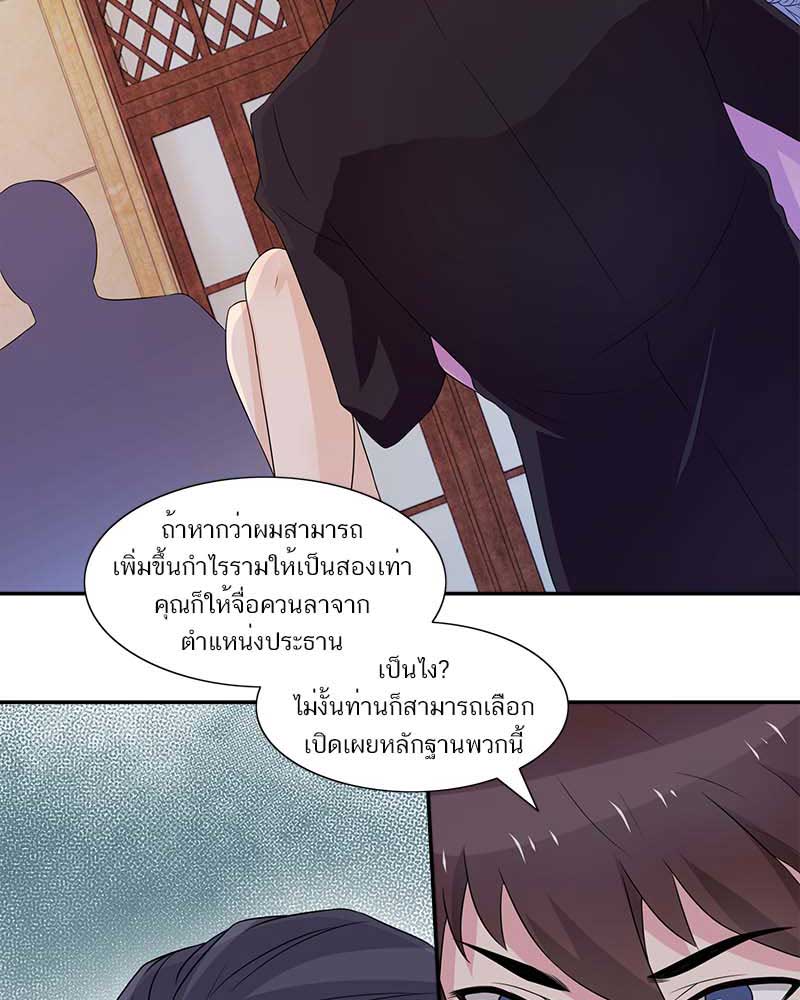 ถ้าหากว่าผมสามารถ
เพิ่มขึ้นกำไรรามให้เป็นสองเท่า
คุณก็ให้จื่อควนลาจาก
ตำแหน่งประธาน
เป็นไง?
ไม่งั้นท่านก็สามารถเลือก
เปิดเผยหลักฐานพวกนี้